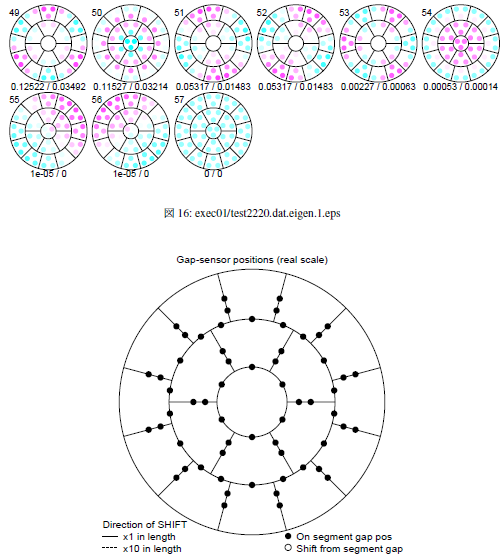 49 50 51 52 53 54
0.12522 / 0.03492 0.11527 / 0.03214 0.05317 / 0.01483 0.05317 / 0.01483 0.00227 / 0.00063 0.00053 / 0.00014
55 56 57
1e-05 / 0 1e-05 / 0 0 / 0
図 16: exec01/test2220.dat.eigen.1.eps
Gap-sensor positions (real scale)
Direction of SHIFT
x1 in length
x10 in length
On segment gap pos
Shift from segment gap